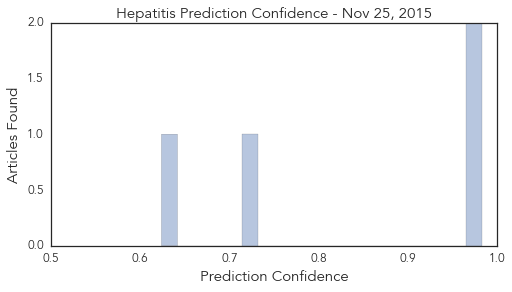 Hepatitis Prediction Confidence - Nov 25, 2015
2.0
1.5
1.0
0.5
0.0
Articles Found
0.5 0.6 0.7 0.8 0.9 1.0
Prediction Confidence